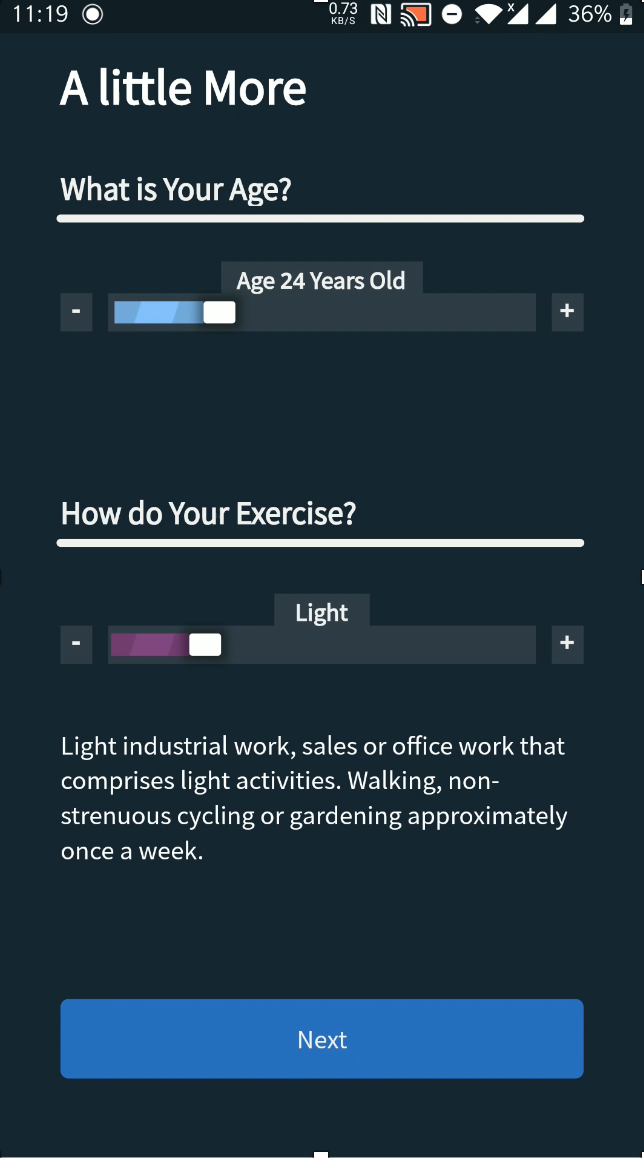 11:19 0.73 KB/S 36%
A little More
What is Your Age?
Age 24 Years Old
- +
How do Your Exercise?
Light
- +
Light industrial work, sales or office work that
comprises light activities. Walking, non-
strenuous cycling or gardening approximately
once a week.
Next